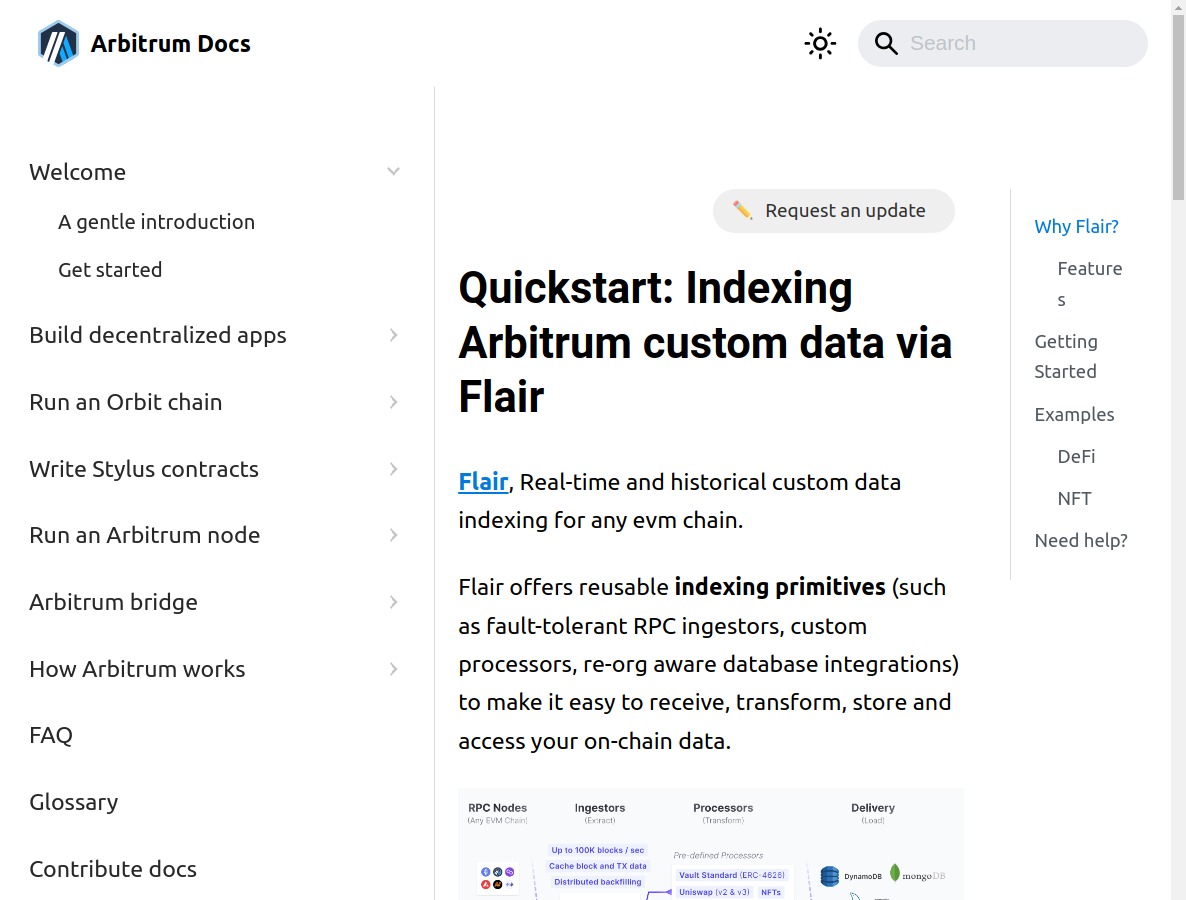 Arbitrum Docs
Search
Welcome
A gentle introduction
Get started
Build decentralized apps
Run an Orbit chain
Write Stylus contracts
Run an Arbitrum node
Arbitrum bridge
How Arbitrum works
FAQ
Glossary
Contribute docs
Request an update
Quickstart: Indexing
Arbitrum custom data via
Flair
Flair, Real-time and historical custom data
indexing for any evm chain.
Flair offers reusable indexing primitives (such
as fault-tolerant RPC ingestors, custom
processors, re-org aware database integrations)
to make it easy to receive, transform, store and
access your on-chain data.
RPC Nodes
(Any EVM Chain)
Ingestors
(Extract)
Processors
(Transform)
Delivery
(Load)
Up to 100K blocks / sec
Cache block and TX data
Distributed backfilling
Pre-defined Processors
Vault Standard (ERC-4626)
Uniswap (v2 & v3)
NFTs
DynamoDB
mongoDB
Why Flair?
Feature
s
Getting
Started
Examples
DeFi
NFT
Need help?